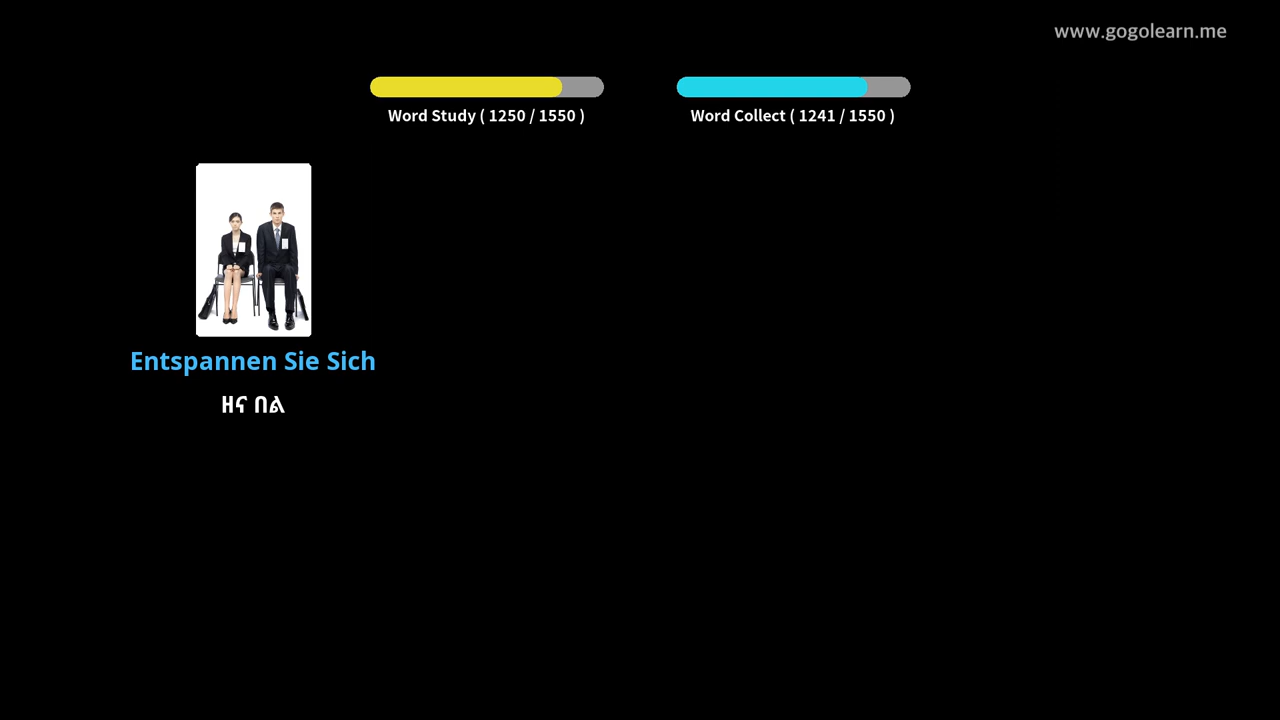 www.gogolearn.me
Word Study ( 1250 / 1550 )
Word Collect ( 1241 / 1550 )
Entspannen Sie Sich
ዘና በል